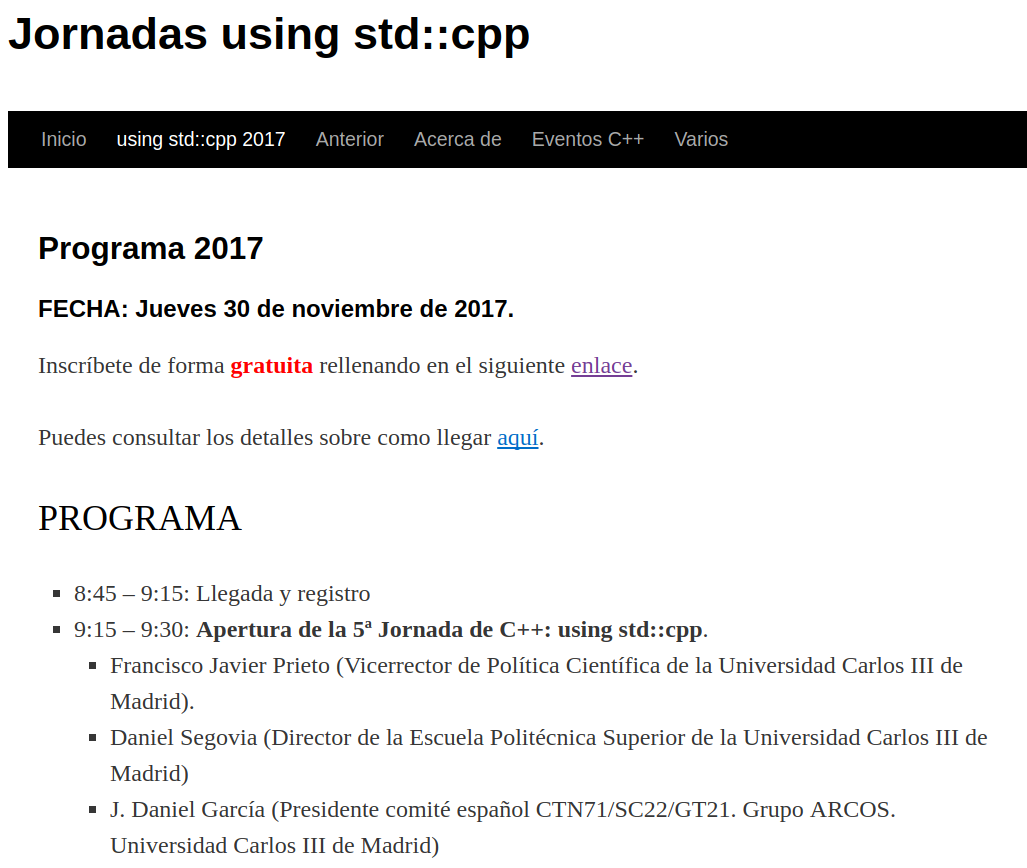 Jornadas using std::cpp
Inicio using std::cpp 2017 Anterior Acerca de Eventos C++ Varios
Programa 2017
FECHA: Jueves 30 de noviembre de 2017.
Inscríbete de forma gratuita rellenando en el siguiente enlace.
Puedes consultar los detalles sobre como llegar aquí.
PROGRAMA
8:45 – 9:15: Llegada y registro
9:15 – 9:30: Apertura de la 5ª Jornada de C++: using std::cpp.
Francisco Javier Prieto (Vicerrector de Política Científica de la Universidad Carlos III de
Madrid).
Daniel Segovia (Director de la Escuela Politécnica Superior de la Universidad Carlos III de
Madrid)
J. Daniel García (Presidente comité español CTN71/SC22/GT21. Grupo ARCOS.
Universidad Carlos III de Madrid)